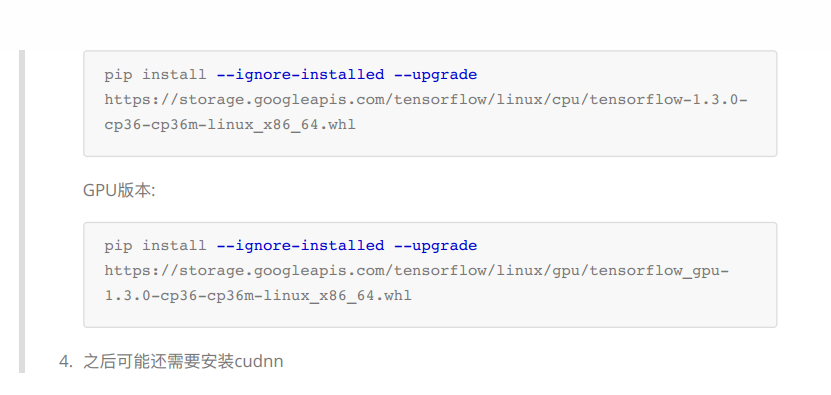 pip install --ignore-installed --upgrade
https://storage.googleapis.com/tensorflow/linux/cpu/tensorflow-1.3.0-
cp36-cp36m-linux_x86_64.whl
GPU版本:
pip install --ignore-installed --upgrade
https://storage.googleapis.com/tensorflow/linux/gpu/tensorflow_gpu-
1.3.0-cp36-cp36m-linux_x86_64.whl
4. 之后可能还需要安装cudnn